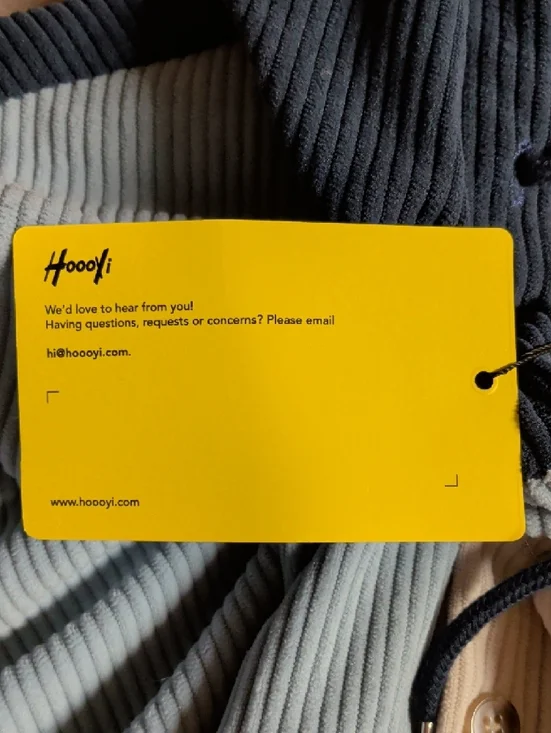 HoooYi
We'd love to hear from you!
Having questions, requests or concerns? Please email
hi@hoooyi.com.
www.hoooyi.com